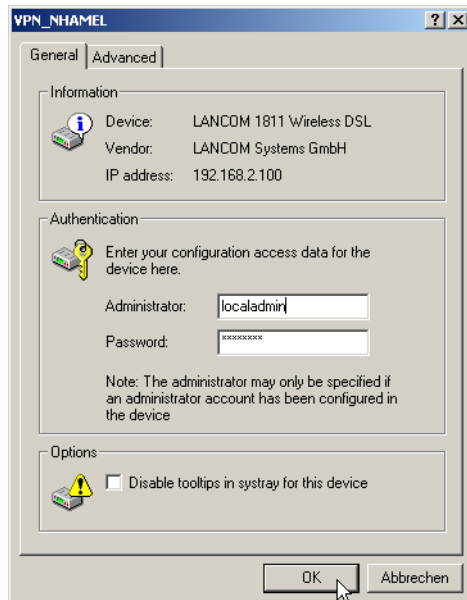 VPN_NHAMEL
General Advanced
Information
Device: LANCOM 1811 Wireless DSL
Vendor: LANCOM Systems GmbH
IP address: 192.168.2.100
Authentication
Enter your configuration access data for the
device here.
Administrator: localadmin
Password: ××××××××
Note: The administrator may only be specified if
an administrator account has been configured in
the device
Options
Disable tooltips in systray for this device
OK Abbrechen